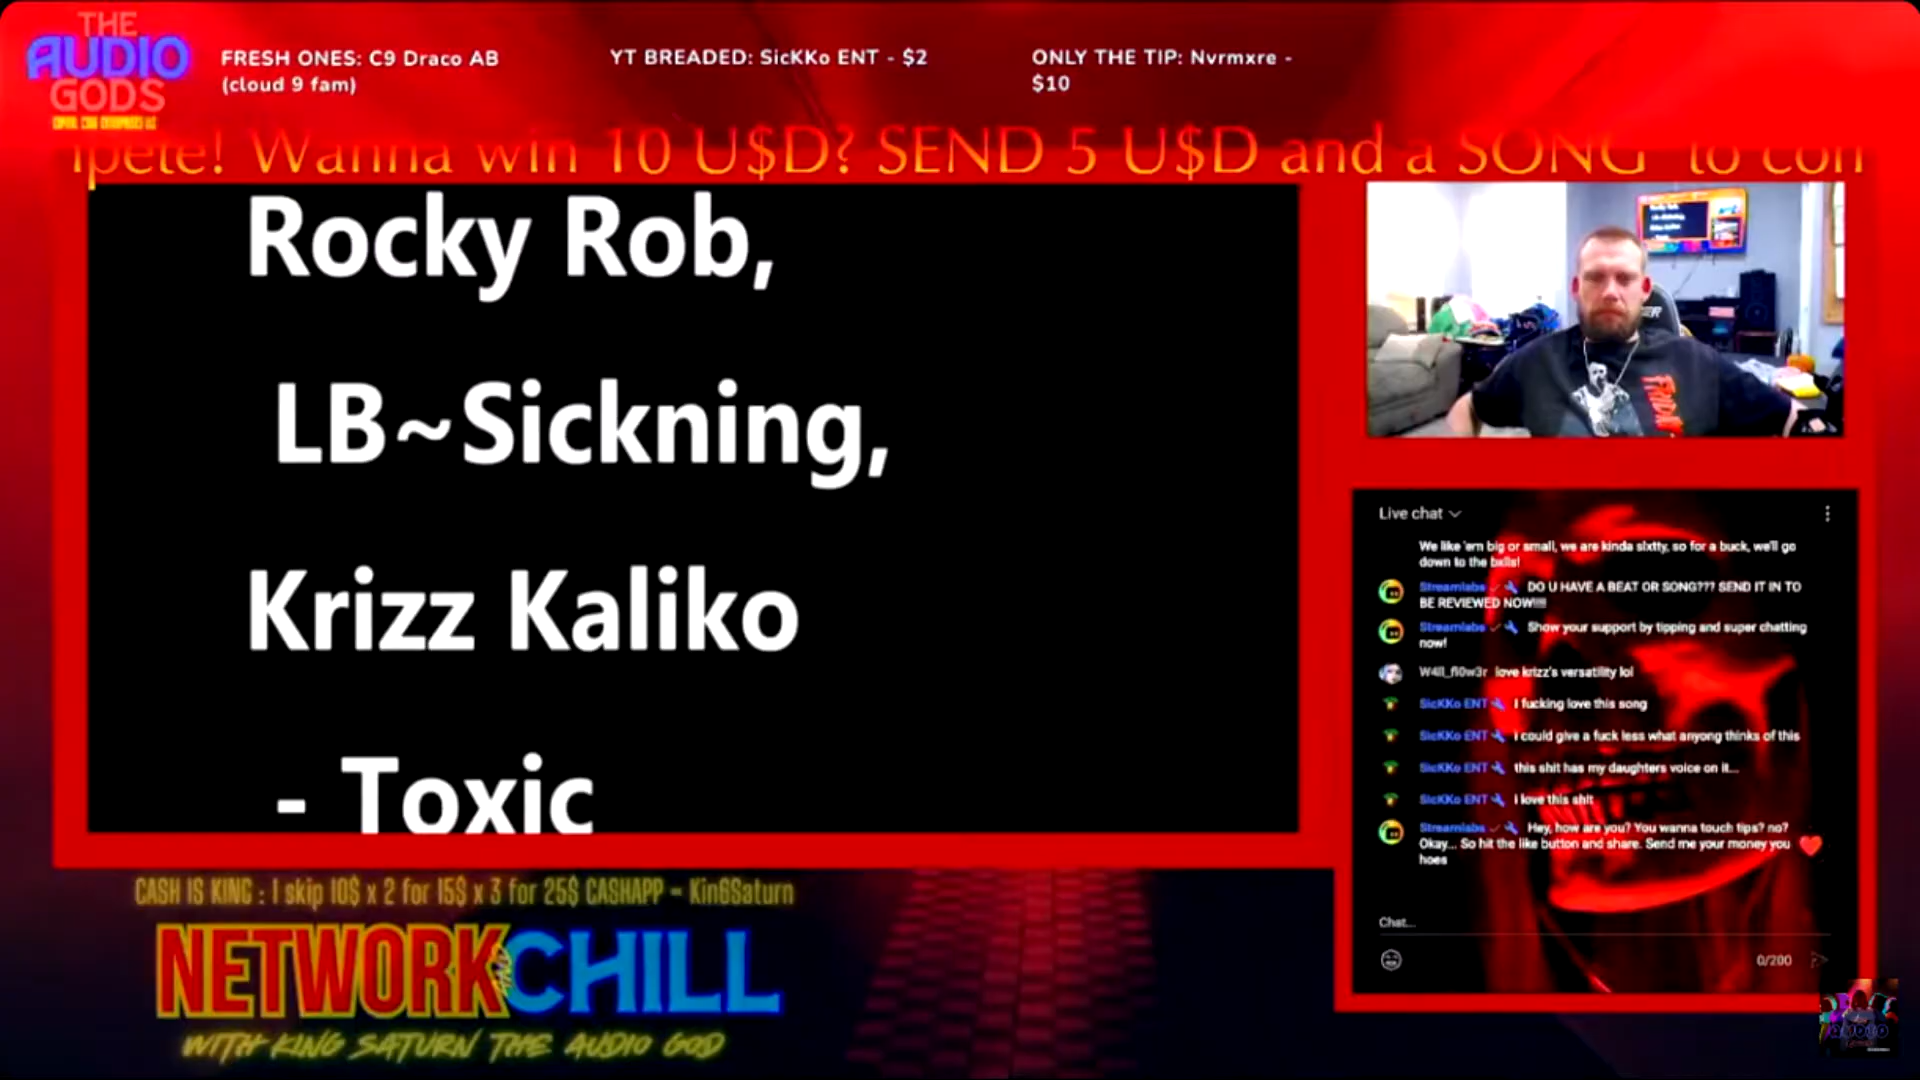 THE
AUDIO
GODS
FRESH ONES: C9 Draco AB
(cloud 9 fam)
YT BREADED: SicKKo ENT - $2
ONLY THE TIP: Nvrmxre -
$10
pete! Wanna win 10 U$D? SEND 5 U$D and a SONG to con
Rocky Rob,
LB~Sickning,
Krizz Kaliko
- Toxic
Live chat
We like 'em big or small, we are kinda slxtty, so for a buck, we'll go
down to the balls!
Streamlabs DO U HAVE A BEAT OR SONG??? SEND IT IN TO
BE REVIEWED NOW!!!!
Streamlabs Show your support by tipping and super chatting
now!
W4ll_fl0w3r love krizz's versatility lol
SicKKo ENT I fucking love this song
SicKKo ENT I could give a fuck less what anyong thinks of this
SicKKo ENT this shit has my daughters voice on it...
SicKKo ENT i love this shit
Streamlabs Hey, how are you? You wanna touch tips? no?
Okay... So hit the like button and share. Send me your money you
hoes
Chat...
0/200
CASH IS KING : 1 skip 10$ x 2 for 15$ x 3 for 25$ CASHAPP - KinGSaturn
NETWORK AND CHILL
WITH KING SATURN THE AUDIO GOD
AUDIO